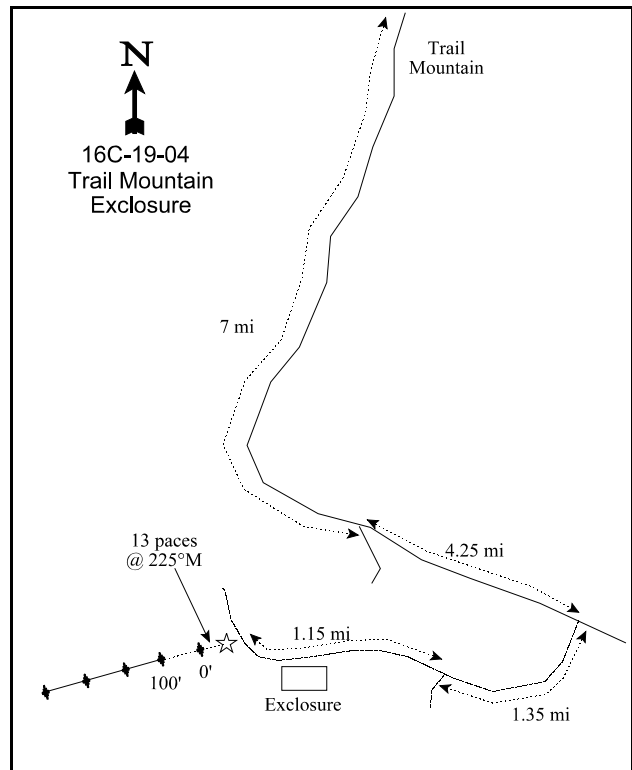 Trail
Mountain
N
16C-19-04
Trail Mountain
Exclosure
7 mi
13 paces
@ 225°M
4.25 mi
1.15 mi
0'
100'
Exclosure
1.35 mi